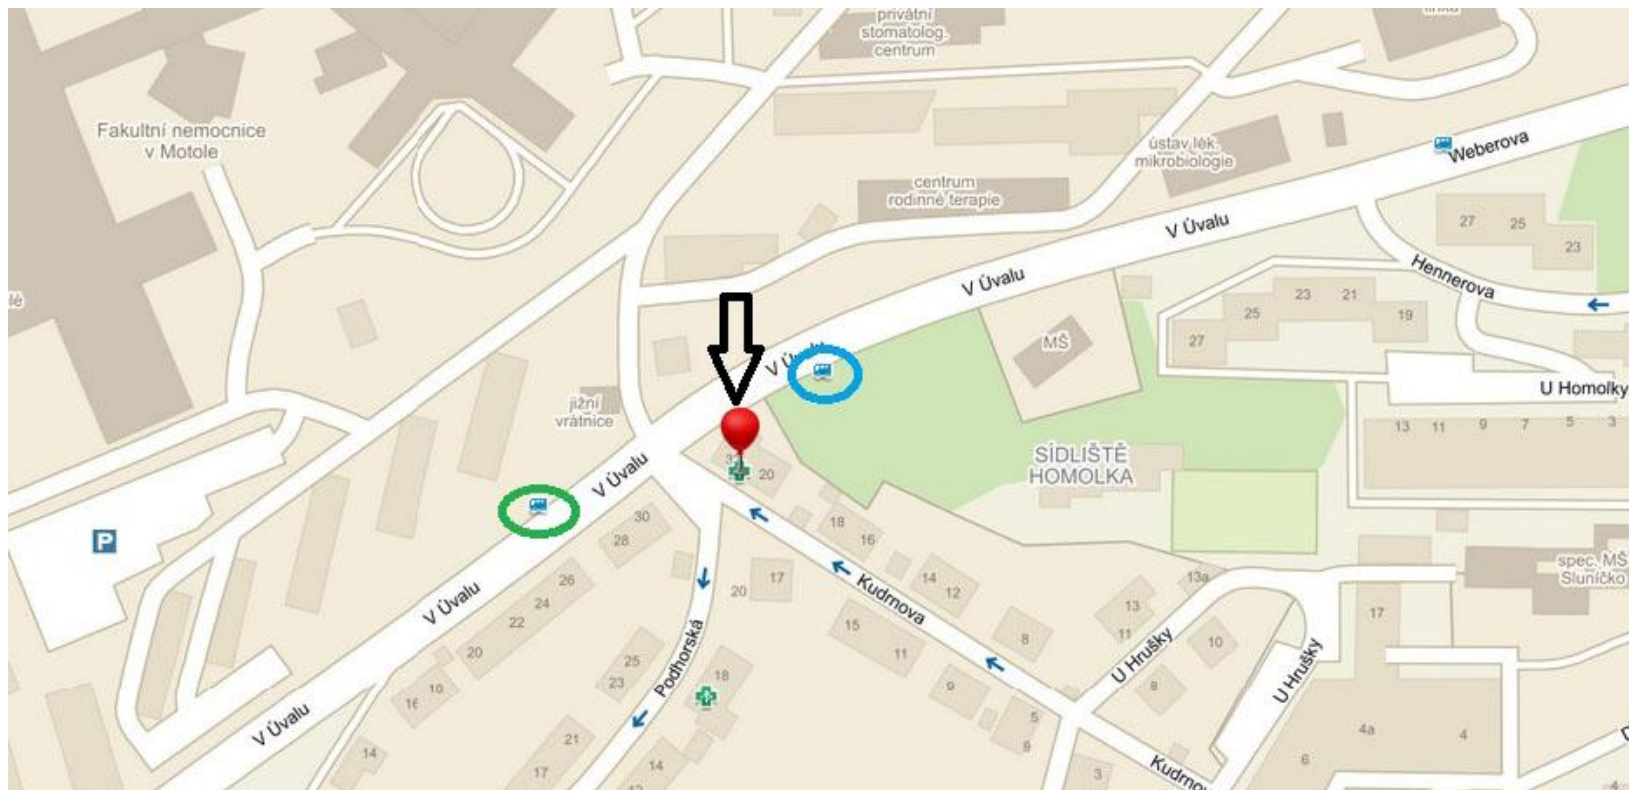 privátní
stomatolog.
centrum
Fakultní nemocnice
v Motole
ústav lék.
mikrobiologie
Weberova
centrum
rodinné terapie
V Úvalu
27
25
23
V Úvalu
Hennerova
23
21
25
19
27
MŠ
U Homolky
jižní
vrátnice
13
11
9
7
5
3
SÍDLIŠTĚ
HOMOLKA
V Úvalu
20
P
30
28
18
16
spec. MŠ
Sluníčko
26
24
22
20
V Úvalu
17
20
14
12
Kudrnova
13a
13
11
17
15
11
8
10
U Hrušky
U Hrušky
25
23
Podhorská
18
9
8
5
V Úvalu
21
17
14
14
4a
4
6
3